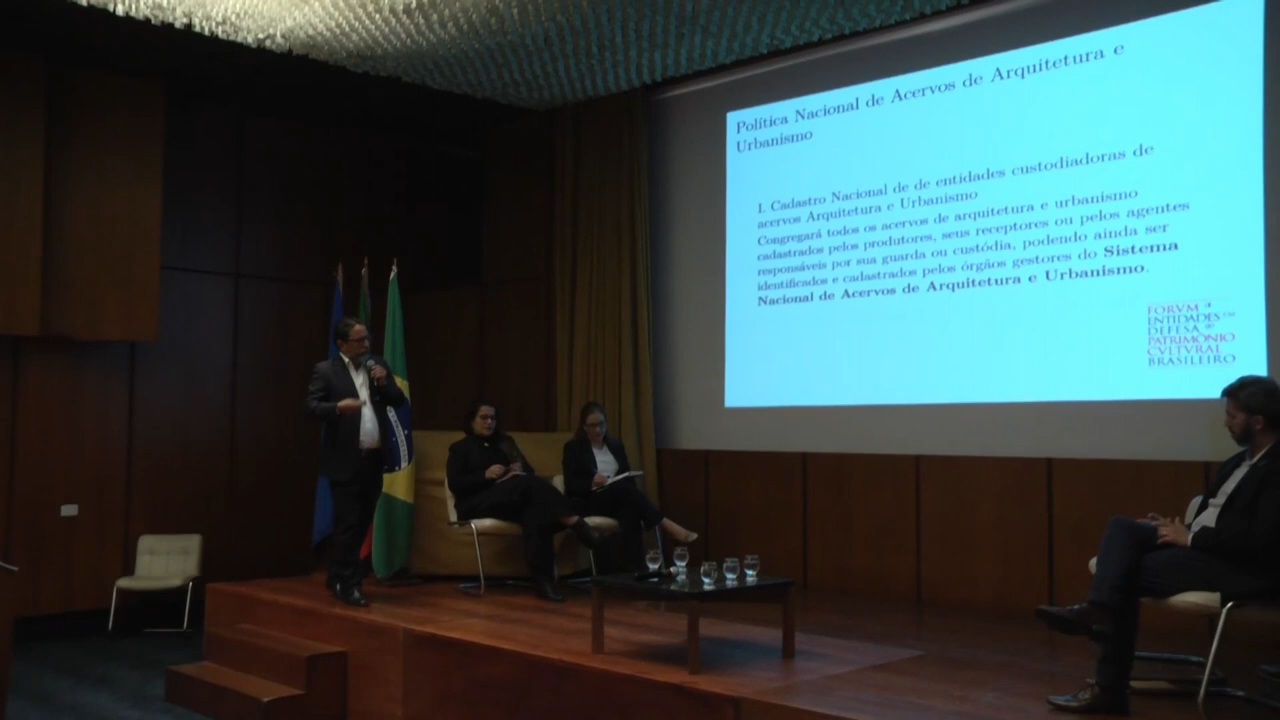 Política Nacional de Acervos de Arquitetura e
Urbanismo
I. Cadastro Nacional de de entidades custodiadoras de
acervos Arquitetura e Urbanismo
Congregará todos os acervos de arquitetura e urbanismo
cadastrados pelos produtores, seus receptores ou pelos agentes
responsáveis por sua guarda ou custódia, podendo ainda ser
identificados e cadastrados pelos órgãos gestores do Sistema
Nacional de Acervos de Arquitetura e Urbanismo.
FORVM
ENTIDADES
DEFESA
PATRIMONIO
CVLTVRAL
BRASILEIRO